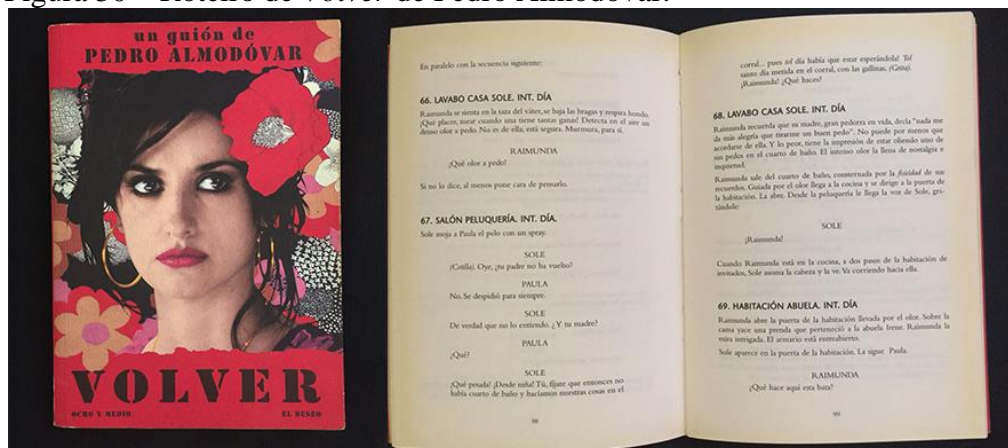 Figura 36 – Roteiro de Volver de Pedro Almodóvar.
un guión de
PEDRO ALMODÓVAR
VOLVER
OCHO Y MEDIO
EL DESEO
En paralelo con la secuencia siguiente:
66. LAVABO CASA SOLE. INT. DÍA
Raimunda se sienta en la taza del váter, se baja las bragas y respira hondo.
¡Qué placer, mear cuando una tiene tantas ganas! Detecta en el aire un
denso olor a pedo. No es de ella, está segura. Murmura, para sí.
RAIMUNDA
¡Qué olor a pedo!
Si no lo dice, al menos pone cara de pensarlo.
67. SALÓN PELUQUERÍA. INT. DÍA.
Sole moja a Paula el pelo con un spray.
SOLE
Oye, ¿tu padre no ha vuelto?
PAULA
No. Se despidió para siempre.
SOLE
De verdad que no lo entiendo. ¿Y tu madre?
PAULA
¿Qué?
SOLE
¡Qué pesada! ¡Desde niña! Tú, fíjate que entonces no
había cuarto de baño y hacíamos nuestras cosas en el
98
corral... pues tol día había que estar esperándola! Tol
santo día metida en el corral, con las gallinas. (Grita).
¡Raimunda! ¿Qué haces?
68. LAVABO CASA SOLE. INT. DÍA
Raimunda recuerda que su madre, gran pedorra en vida, decía "nada me
da más alegría que tirarme un buen pedo". No puede por menos que
acordarse de ella. Y lo peor, tiene la impresión de estar oliendo uno de
sus pedos en el cuarto de baño. El intenso olor la llena de nostalgia e
inquietud.
Raimunda sale del cuarto de baño, consternada por la fisicidad de sus
recuerdos. Guiada por el olor llega a la cocina y se dirige a la puerta de
la habitación. La abre. Desde la peluquería le llega la voz de Sole, gri-
tándole:
SOLE
¡Raimunda!
Cuando Raimunda está en la cocina, a dos pasos de la habitación de
invitados, Sole asoma la cabeza y la ve. Va corriendo hacia ella.
69. HABITACIÓN ABUELA. INT. DÍA
Raimunda abre la puerta de la habitación llevada por el olor. Sobre la
cama yace una prenda que perteneció a la abuela Irene. Raimunda la
mira intrigada. El armario está entreabierto.
Sole aparece en la puerta de la habitación. La sigue Paula.
RAIMUNDA
¿Qué hace aquí esta bata?
99